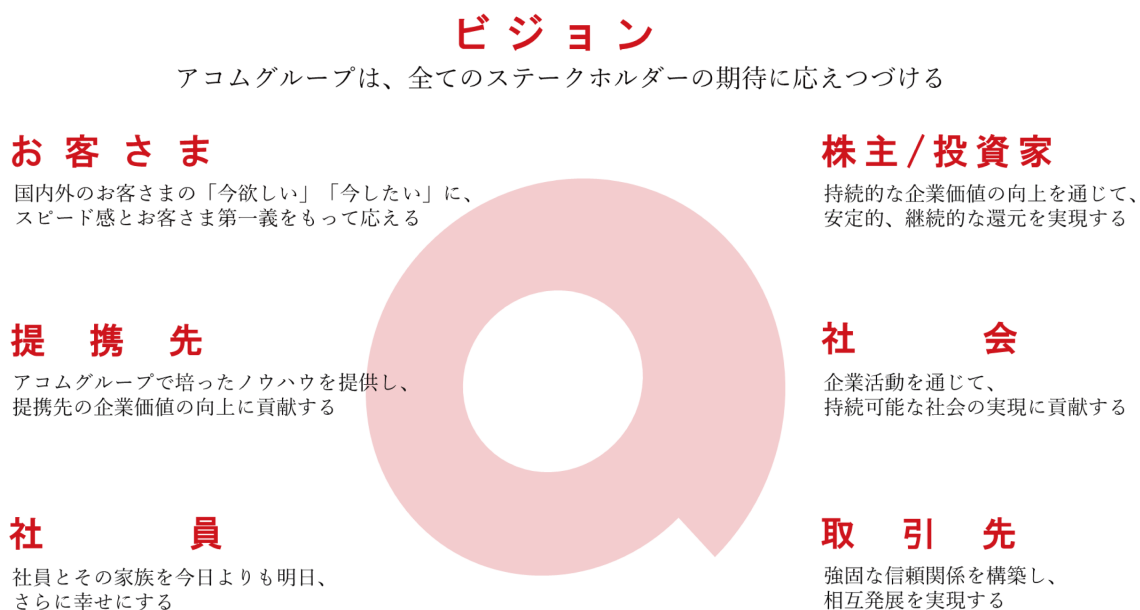 ビジョン
アコムグループは、全てのステークホルダーの期待に応えつづける
お客さま
国内外のお客さまの「今欲しい」「今したい」に、
スピード感とお客さま第一義をもって応える
株主/投資家
持続的な企業価値の向上を通じて、
安定的、継続的な還元を実現する
提携先
アコムグループで培ったノウハウを提供し、
提携先の企業価値の向上に貢献する
社会
企業活動を通じて、
持続可能な社会の実現に貢献する
社員
社員とその家族を今日よりも明日、
さらに幸せにする
取引先
強固な信頼関係を構築し、
相互発展を実現する